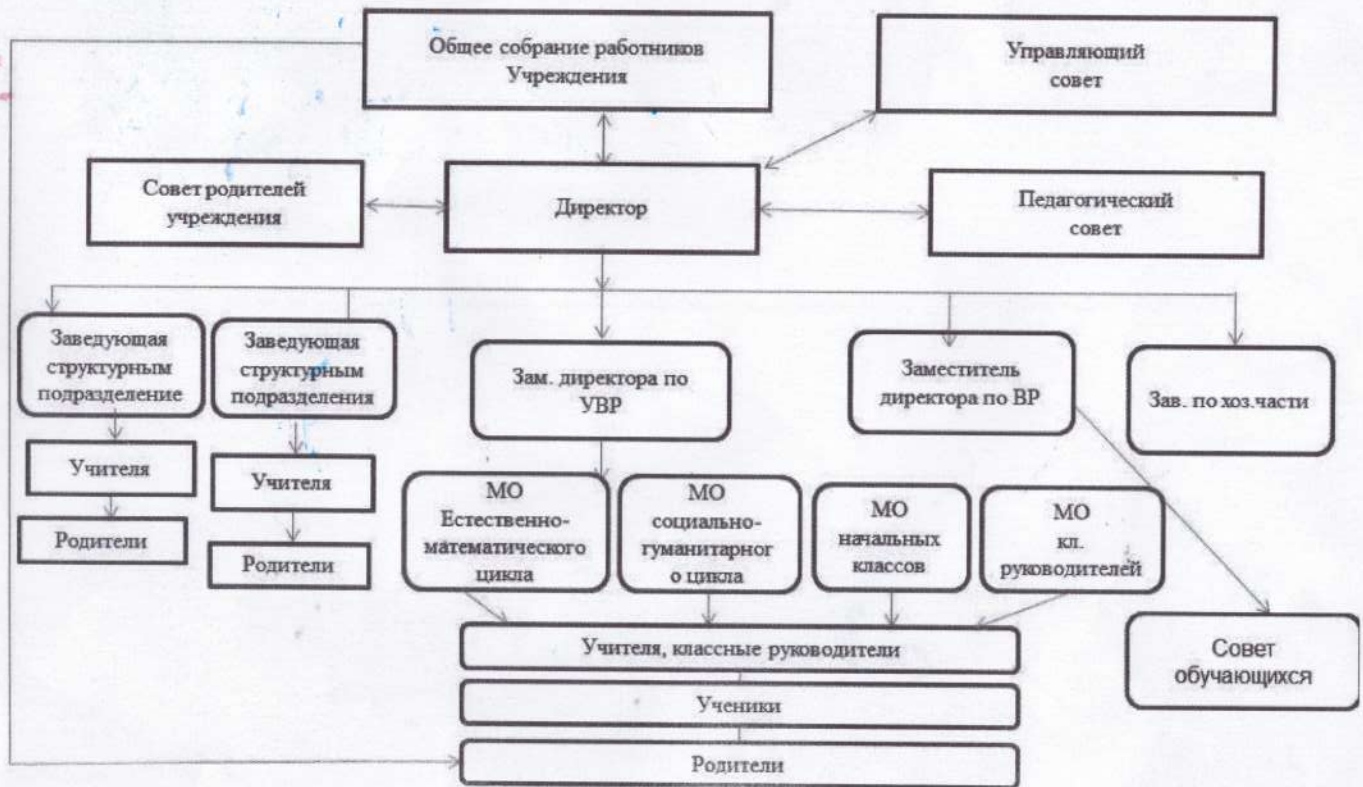 Общее собрание работников
Учреждения
Управляющий
совет
Совет родителей
учреждения
Директор
Педагогический
совет
Заведующая
структурным
подразделение
Заведующая
структурным
подразделения
Зам. директора по
УВР
Заместитель
директора по ВР
Зав. по хоз.части
Учителя
Учителя
Родители
Родители
МО
Естественно-
математического
цикла
МО
социально-
гуманитарног
о цикла
МО
начальных
классов
МО
кл.
руководителей
Учителя, классные руководители
Совет
обучающихся
Ученики
Родители